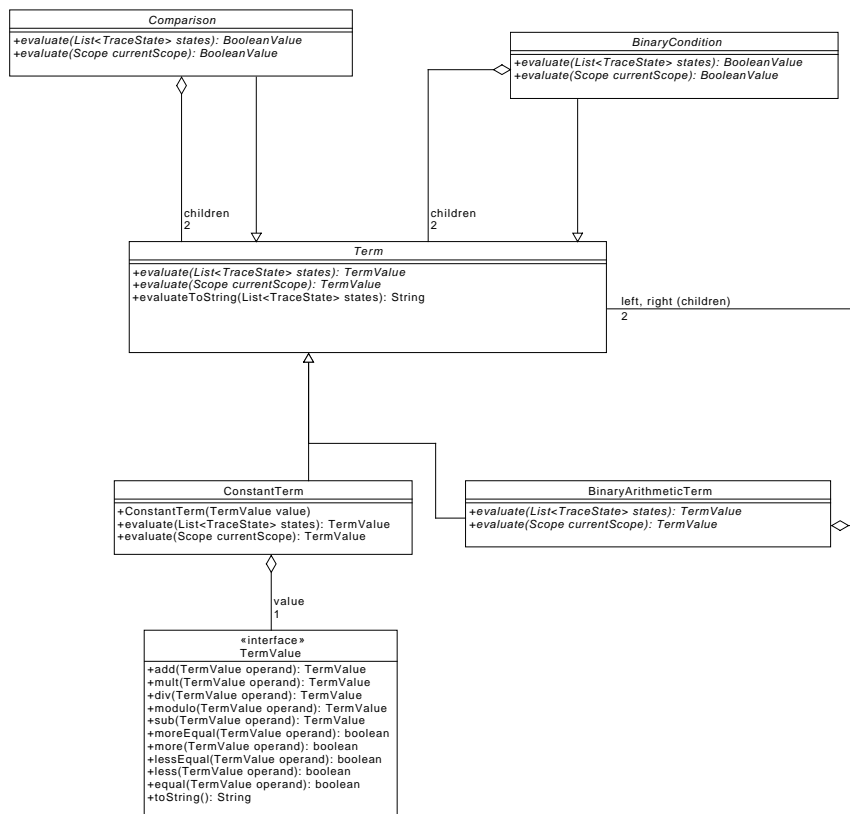 Comparison
+evaluate(List<TraceState> states): BooleanValue
+evaluate(Scope currentScope): BooleanValue
BinaryCondition
+evaluate(List<TraceState> states): BooleanValue
+evaluate(Scope currentScope): BooleanValue
children
2
children
2
Term
+evaluate(List<TraceState> states): TermValue
+evaluate(Scope currentScope): TermValue
+evaluateToString(List<TraceState> states): String
left, right (children)
2
ConstantTerm
+ConstantTerm(TermValue value)
+evaluate(List<TraceState> states): TermValue
+evaluate(Scope currentScope): TermValue
BinaryArithmeticTerm
+evaluate(List<TraceState> states): TermValue
+evaluate(Scope currentScope): TermValue
value
1
«interface»
TermValue
+add(TermValue operand): TermValue
+mult(TermValue operand): TermValue
+div(TermValue operand): TermValue
+modulo(TermValue operand): TermValue
+sub(TermValue operand): TermValue
+moreEqual(TermValue operand): boolean
+more(TermValue operand): boolean
+lessEqual(TermValue operand): boolean
+less(TermValue operand): boolean
+equal(TermValue operand): boolean
+toString(): String